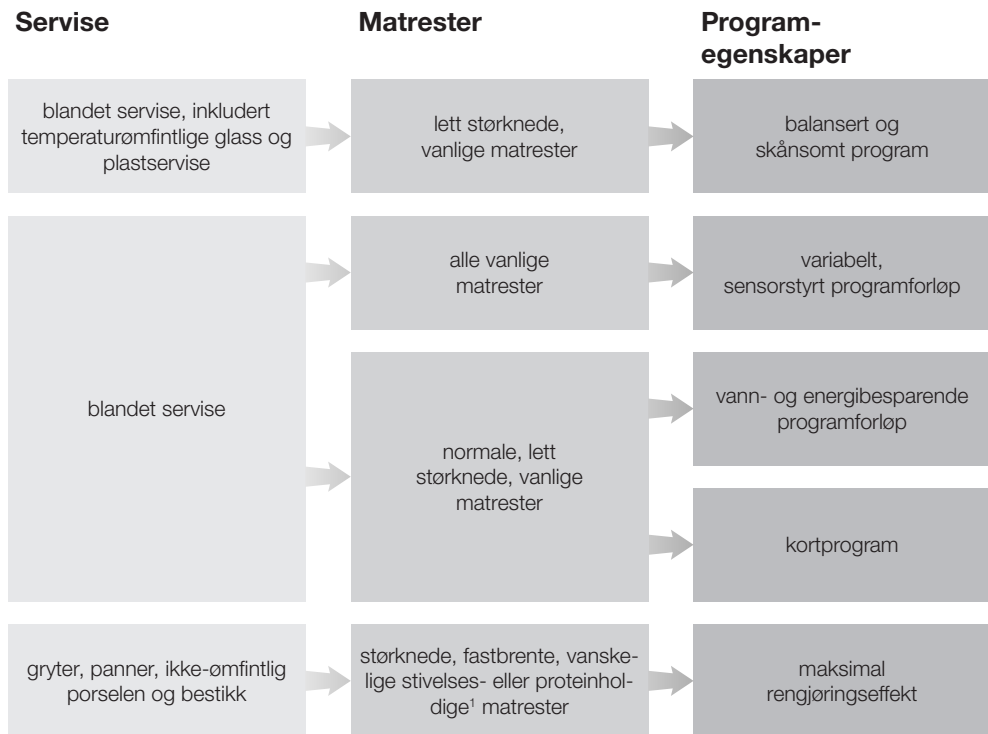 Servise
Matrester
Program-
egenskaper
blandet servise, inkludert
temperaturømfintlige glass og
plastservise
lett størknede,
vanlige matrester
balansert og
skånsomt program
blandet servise
alle vanlige
matrester
variabelt,
sensorstyrt programforløp
normale, lett
størknede, vanlige
matrester
vann- og energibesparende
programforløp
kortprogram
gryter, panner, ikke-ømfintlig
porselen og bestikk
størknede, fastbrente, vanske-
lige stivelses- eller proteinhol-
dige¹ matrester
maksimal
rengjøringseffekt